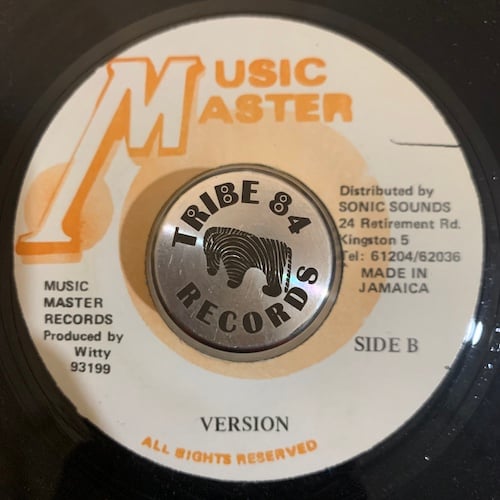 MUSIC
MASTER
TRIBE 84
RECORDS
Distributed by
SONIC SOUNDS
24 Retirement Rd.
Kingston 5
Tel: 61204/62036
MADE IN
JAMAICA
MUSIC
MASTER
RECORDS
Produced by
Witty
93199
SIDE B
VERSION
ALL RIGHTS RESERVED